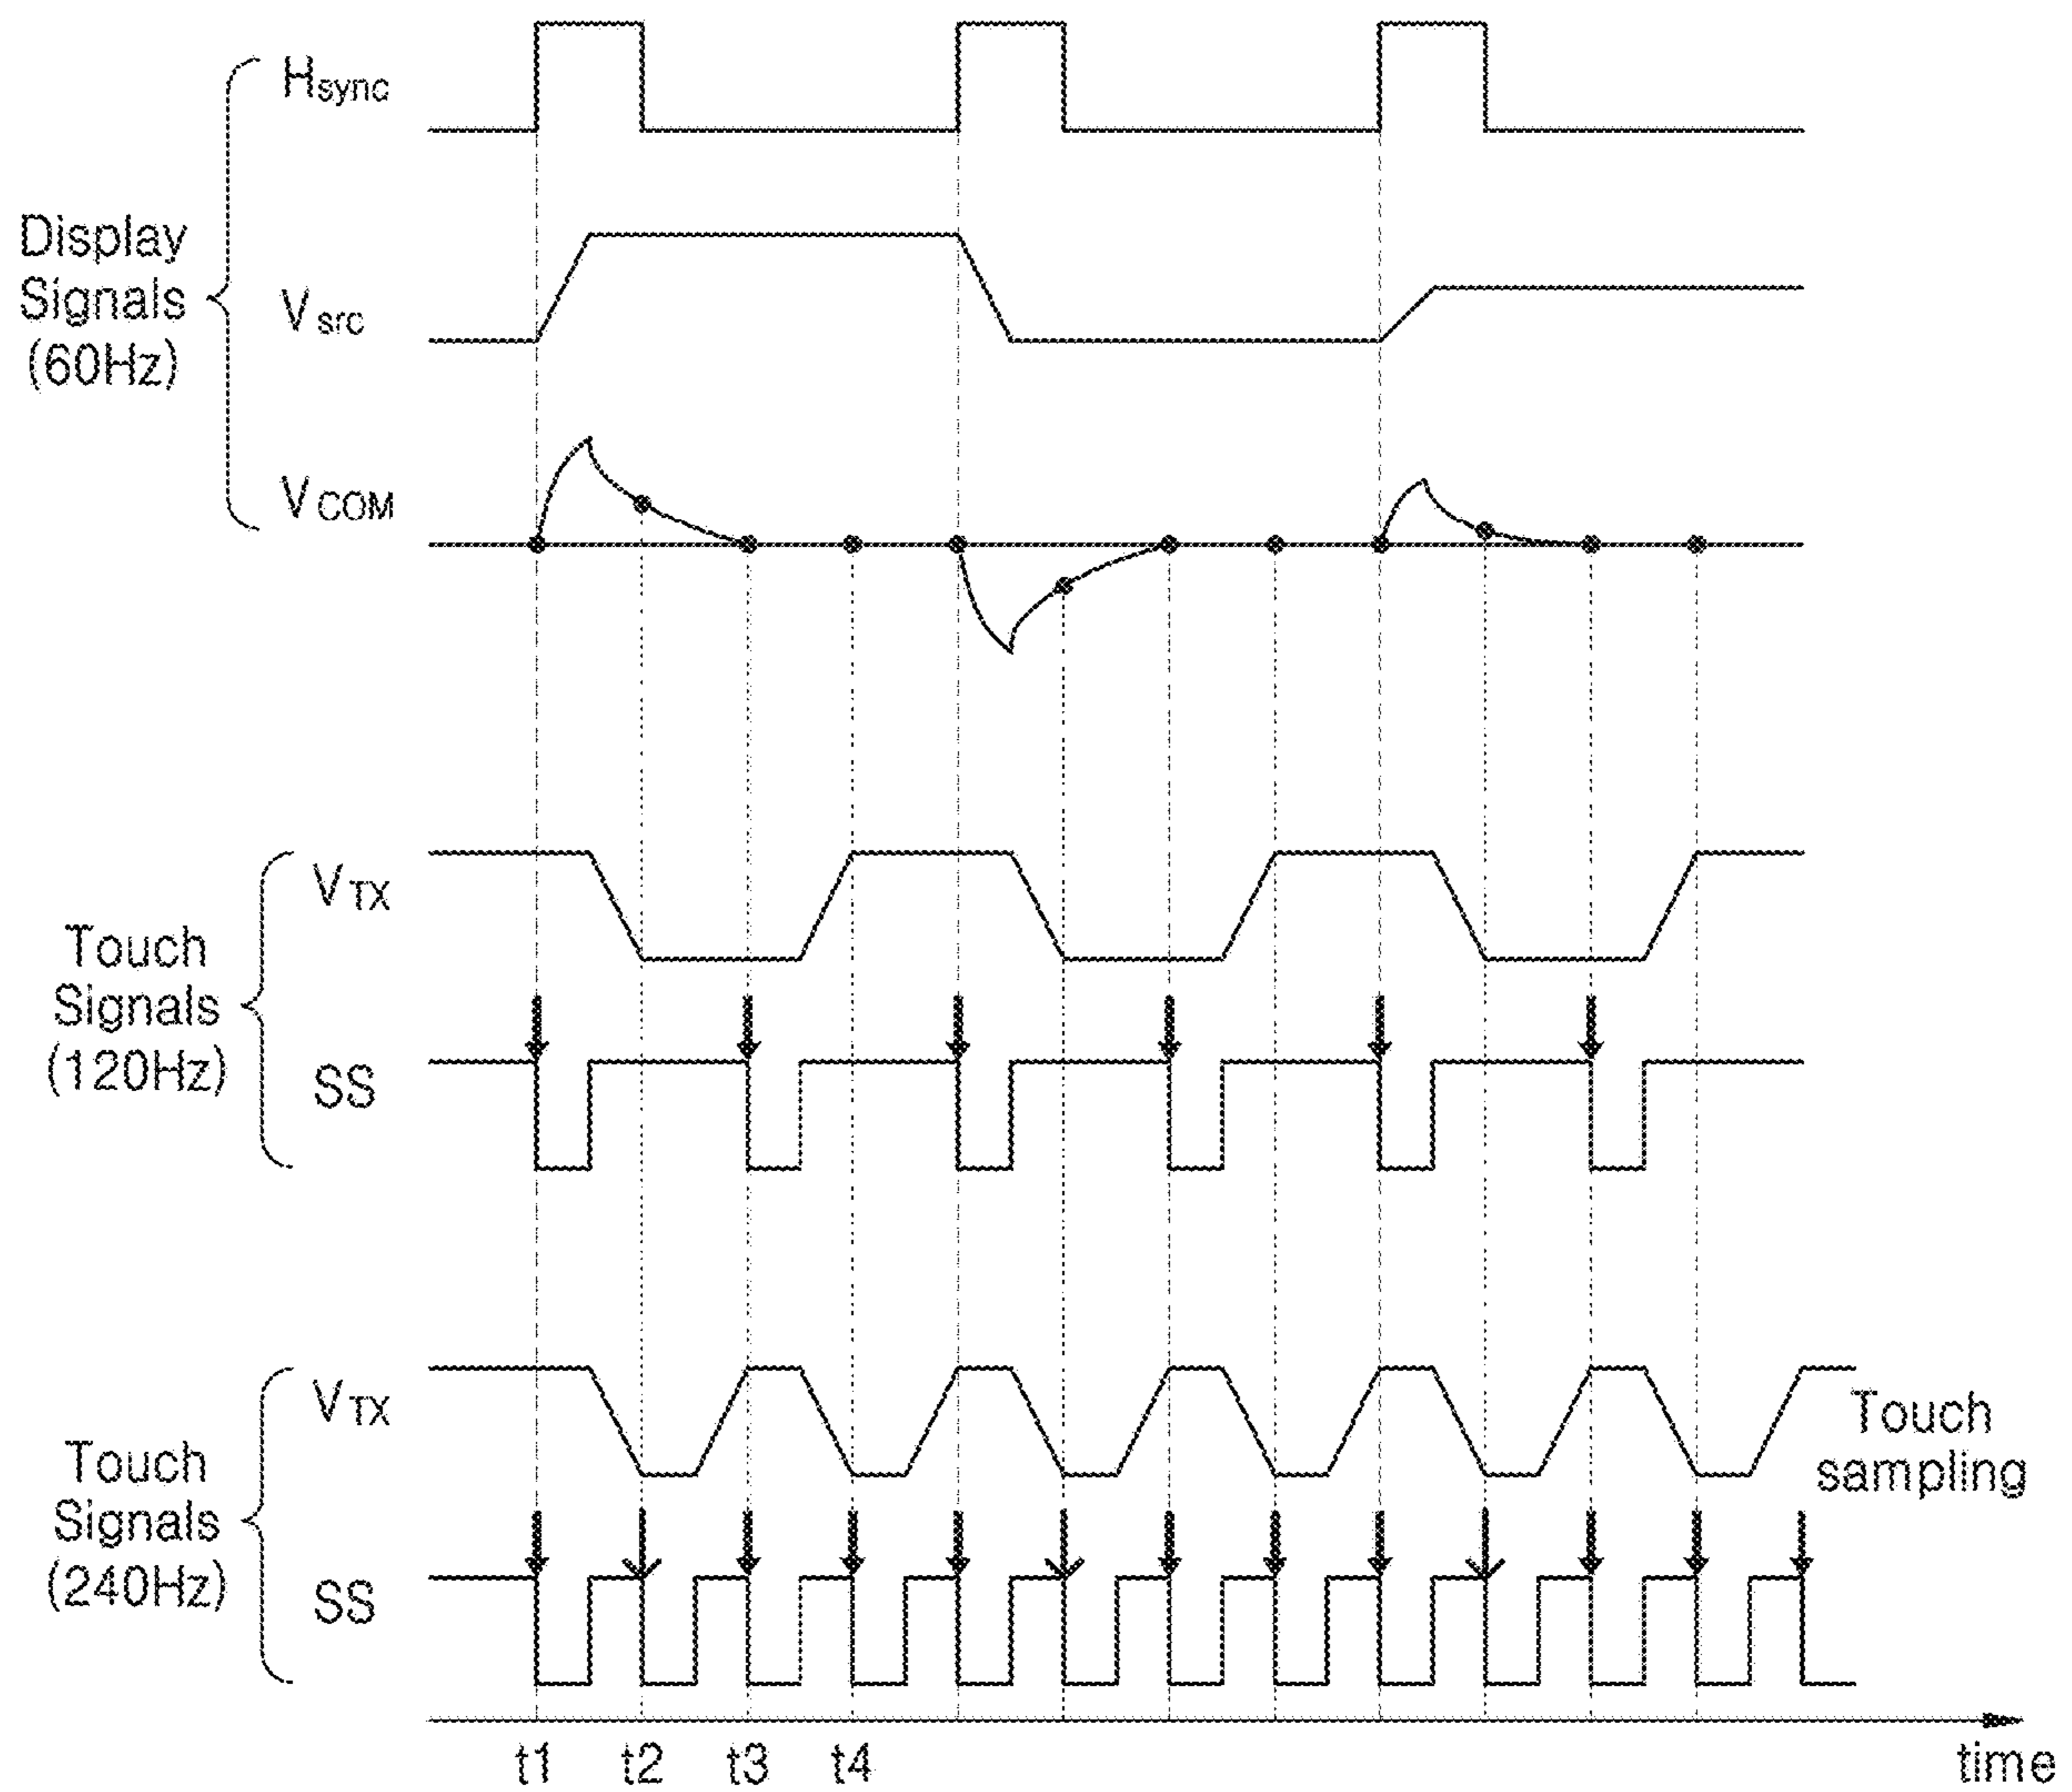 Hsync
Display
Signals
(60Hz)
Vsrc
VCOM
VTX
Touch
Signals
(120Hz)
SS
VTX
Touch
Signals
(240Hz)
SS
Touch
sampling
t1 t2 t3 t4
time